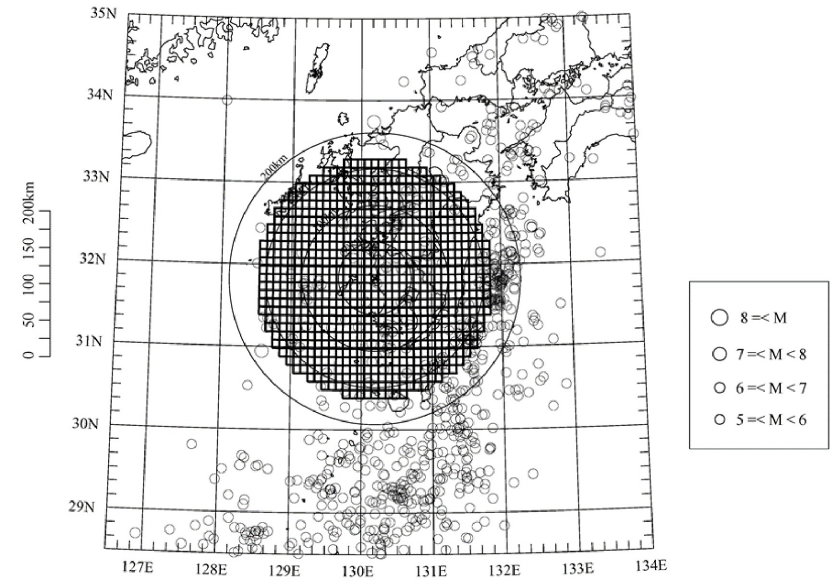 35N
34N
33N
32N
31N
30N
29N
127E 128E 129E 130E 131E 132E 133E 134E
200km
150
100
50
0
200km
8 =< M
7 =< M < 8
6 =< M < 7
5 =< M < 6